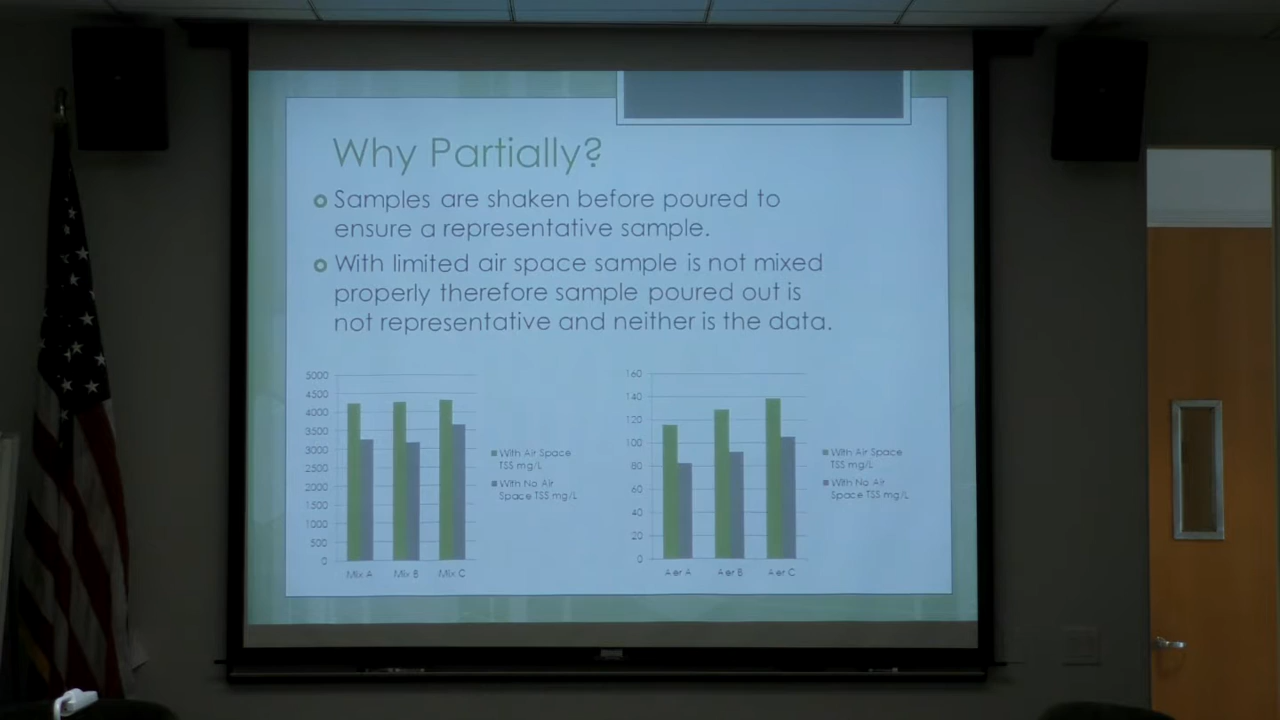 Why Partially?
Samples are shaken before poured to
ensure a representative sample.
With limited air space sample is not mixed
properly therefore sample poured out is
not representative and neither is the data.
5000
4500
4000
3500
3000
2500
2000
1500
1000
500
0
Mix A Mix B Mix C
With Air Space
TSS mg/L
With No Air
Space TSS mg/L
160
140
120
100
80
60
40
20
0
Aer A Aer B Aer C
With Air Space
TSS mg/L
With No Air
Space TSS mg/L